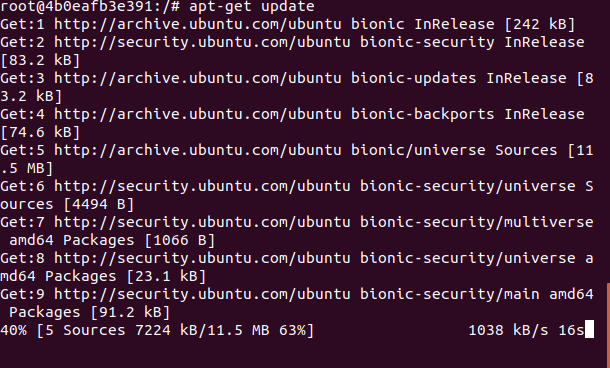 root@4b0eafb3e391:/# apt-get update
Get:1 http://archive.ubuntu.com/ubuntu bionic InRelease [242 kB]
Get:2 http://security.ubuntu.com/ubuntu bionic-security InRelease
[83.2 kB]
Get:3 http://archive.ubuntu.com/ubuntu bionic-updates InRelease [8
3.2 kB]
Get:4 http://archive.ubuntu.com/ubuntu bionic-backports InRelease
[74.6 kB]
Get:5 http://archive.ubuntu.com/ubuntu bionic/universe Sources [11
.5 MB]
Get:6 http://security.ubuntu.com/ubuntu bionic-security/universe S
ources [4494 B]
Get:7 http://security.ubuntu.com/ubuntu bionic-security/multiverse
 amd64 Packages [1066 B]
Get:8 http://security.ubuntu.com/ubuntu bionic-security/universe a
md64 Packages [23.1 kB]
Get:9 http://security.ubuntu.com/ubuntu bionic-security/main amd64
 Packages [91.2 kB]
40% [5 Sources 7224 kB/11.5 MB 63%] 1038 kB/s 16s